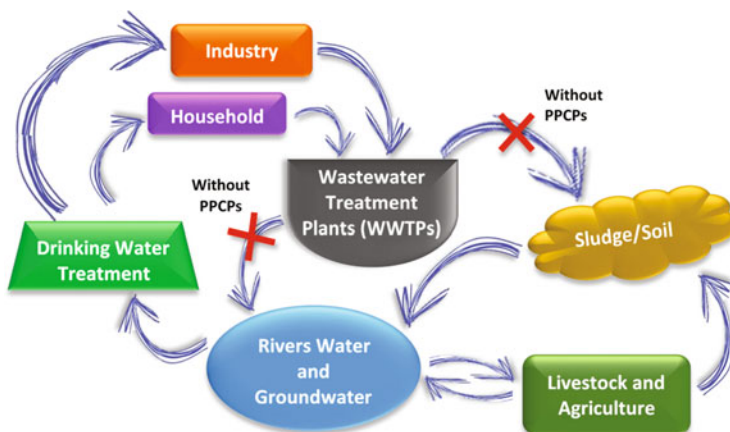 Industry
Household
Without
PPCPs
Without
PPCPs
Wastewater
Treatment
Plants (WWTPs)
Sludge/Soil
Drinking Water
Treatment
Rivers Water
and
Groundwater
Livestock and
Agriculture